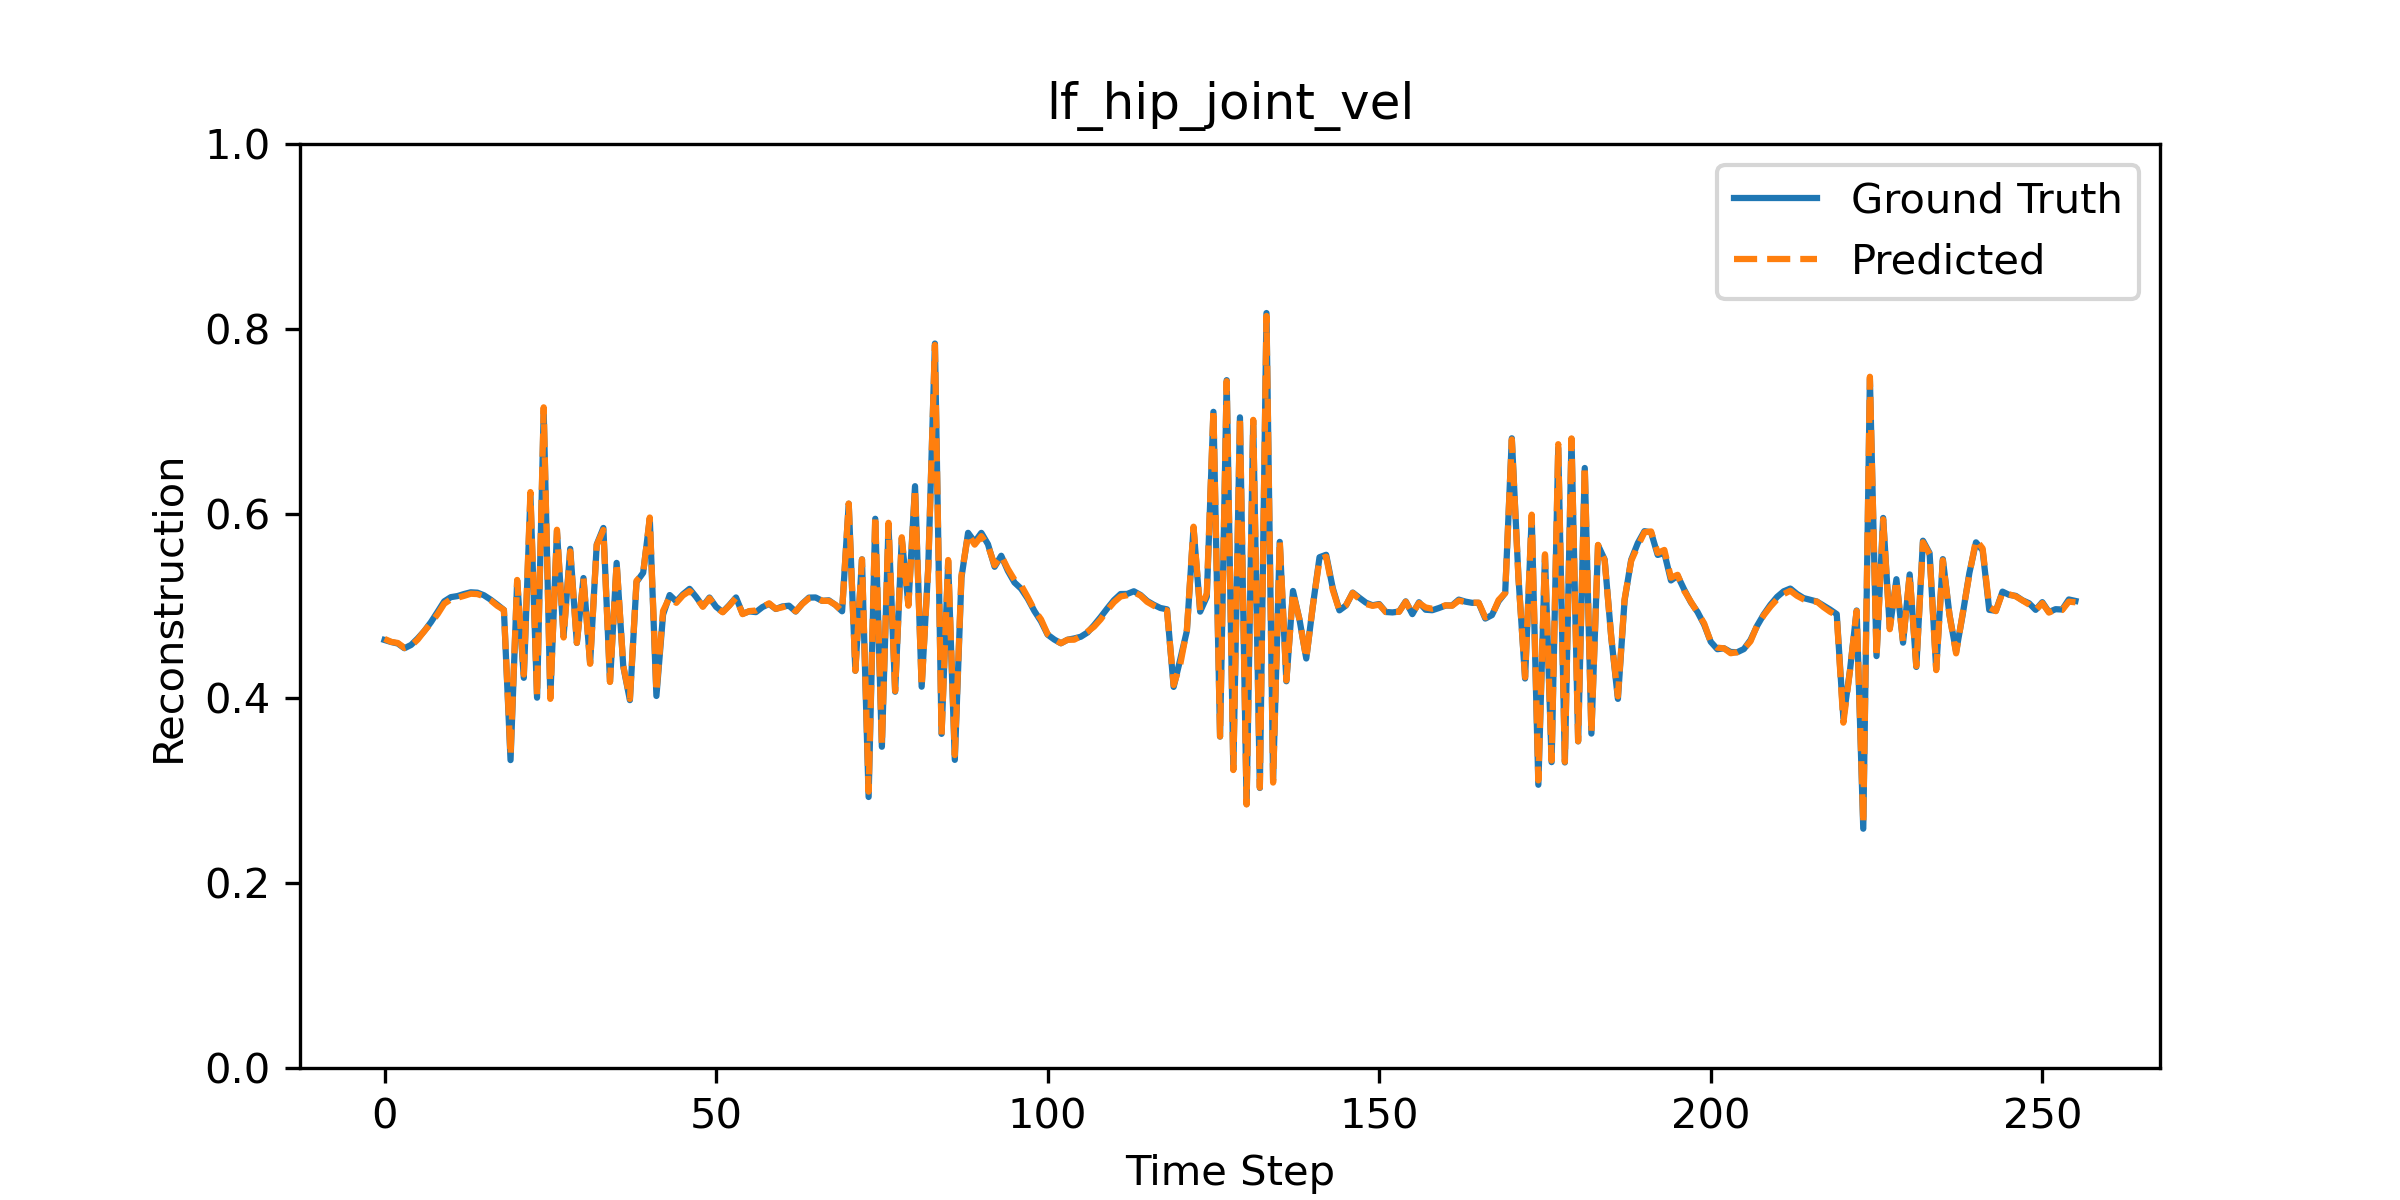 lf_hip_joint_vel
1.0
0.8
0.6
0.4
0.2
0.0
Reconstruction
Ground Truth
Predicted
0 50 100 150 200 250
Time Step